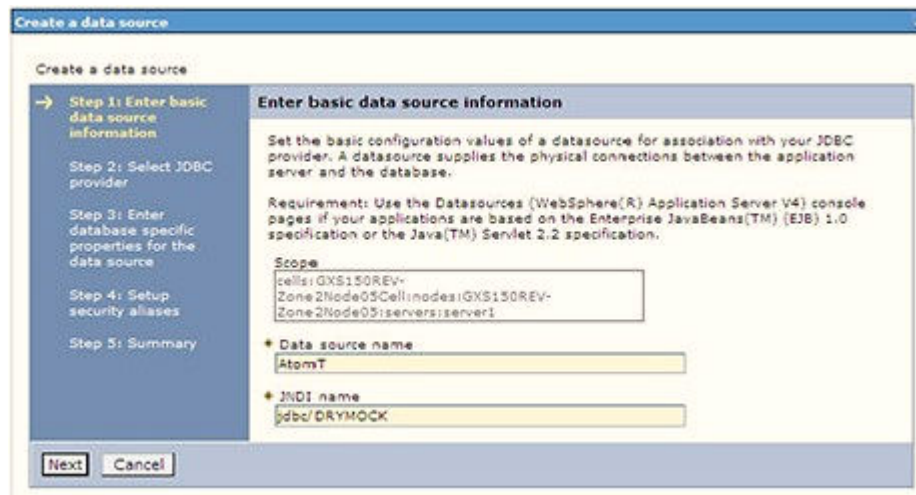 Create a data source
Create a data source
Step 1: Enter basic
data source
information
Step 2: Select JDBC
provider
Step 3: Enter
database specific
properties for the
data source
Step 4: Setup
security aliases
Step 5: Summary
Enter basic data source information
Set the basic configuration values of a datasource for association with your JDBC
provider. A datasource supplies the physical connections between the application
server and the database.
Requirement: Use the Datasources (WebSphere(R) Application Server V4) console
pages if your applications are based on the Enterprise JavaBeans(TM) (EJB) 1.0
specification or the Java(TM) Servlet 2.2 specification.
Scope
cells:GXS150REV-
Zone2Node05Cell:nodes:GXS150REV-
Zone2Node05:servers:server1
Data source name
AtomT
JNDI name
jdbc/DRYMOCK
Next Cancel